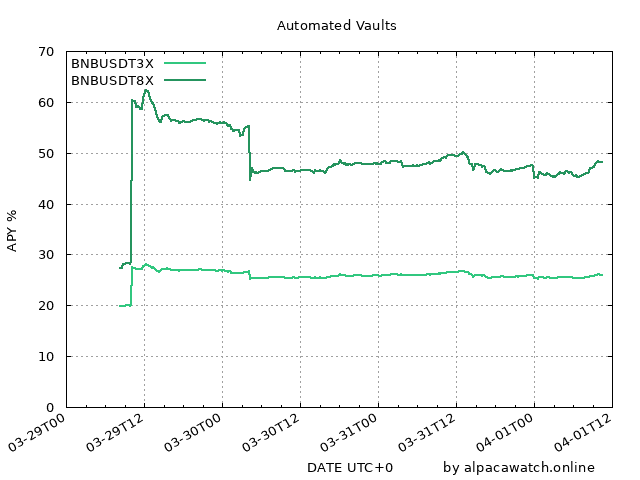 Automated Vaults
BNBUSDT3X
BNBUSDT8X
APY %
70
60
50
40
30
20
10
0
03-29T00
03-29T12
03-30T00
03-30T12
03-31T00
03-31T12
04-01T00
04-01T12
DATE UTC+0
by alpacawatch.online